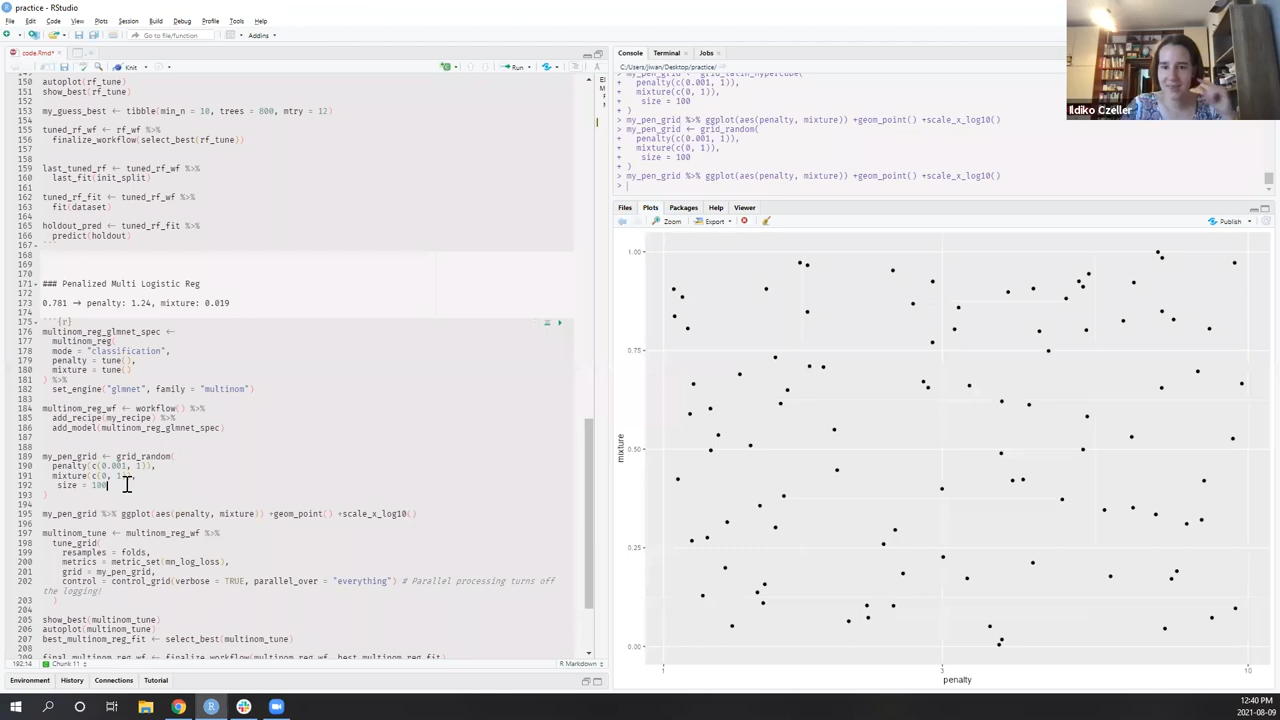 practice - RStudio
File Edit Code View Plots Session Build Debug Profile Tools Help
Go to file/function
Addins
code.Rmd*
Knit
Run
150 autoplot(rf_tune)
151 show_best(rf_tune)
152
153 my_guess_best ← tibble(min_n = 10, trees = 800, mtry = 12)
154
155 tuned_rf_wf ← rf_wf %>%
156 finalize_workflow(select_best(rf_tune))
157
158
159 last_tuned_rf ← tuned_rf_wf %>%
160 last_fit(init_split)
161
162 tuned_rf_fit ← tuned_rf_wf %>%
163 fit(dataset)
164
165 holdout_pred ← tuned_rf_fit %>%
166 predict(holdout)
167 ```
168
169
170
171 ### Penalized Multi Logistic Reg
172
173 0.781 → penalty: 1.24, mixture: 0.019
174
175 ```{r}
176 multinom_reg_glmnet_spec ←
177 multinom_reg(
178 mode = "classification",
179 penalty = tune(),
180 mixture = tune()
181 ) %>%
182 set_engine("glmnet", family = "multinom")
183
184 multinom_reg_wf ← workflow() %>%
185 add_recipe(my_recipe) %>%
186 add_model(multinom_reg_glmnet_spec)
187
188
189 my_pen_grid ← grid_random(
190 penalty(c(0.001, 1)),
191 mixture(c(0, 1)),
192 size = 100
193 )
194
195 my_pen_grid %>% ggplot(aes(penalty, mixture)) +geom_point() +scale_x_log10()
196
197 multinom_tune ← multinom_reg_wf %>%
198 tune_grid(
199 resamples = folds,
200 metrics = metric_set(mn_log_loss),
201 grid = my_pen_grid,
202 control = control_grid(verbose = TRUE, parallel_over = "everything") # Parallel processing turns off
the logging!
203 )
204
205 show_best(multinom_tune)
206 autoplot(multinom_tune)
207 best_multinom_reg_fit ← select_best(multinom_tune)
208
209 final_multinom_reg_wf ← finalize_workflow(multinom_reg_wf, best_multinom_reg_fit)
192:14 Chunk 11 R Markdown
Environment History Connections Tutorial
Console Terminal Jobs
C:/Users/jiwan/Desktop/practice/
> my_pen_grid ← grid_latin_hypercube(
+ penalty(c(0.001, 1)),
+ mixture(c(0, 1)),
+ size = 100
+ )
> my_pen_grid %>% ggplot(aes(penalty, mixture)) +geom_point() +scale_x_log10()
> my_pen_grid ← grid_random(
+ penalty(c(0.001, 1)),
+ mixture(c(0, 1)),
+ size = 100
+ )
> my_pen_grid %>% ggplot(aes(penalty, mixture)) +geom_point() +scale_x_log10()
>
Files Plots Packages Help Viewer
Zoom Export Publish
1.00
0.75
0.50
0.25
0.00
mixture
1 3 10
penalty
Ildiko Czeller
12:40 PM
2021-08-09